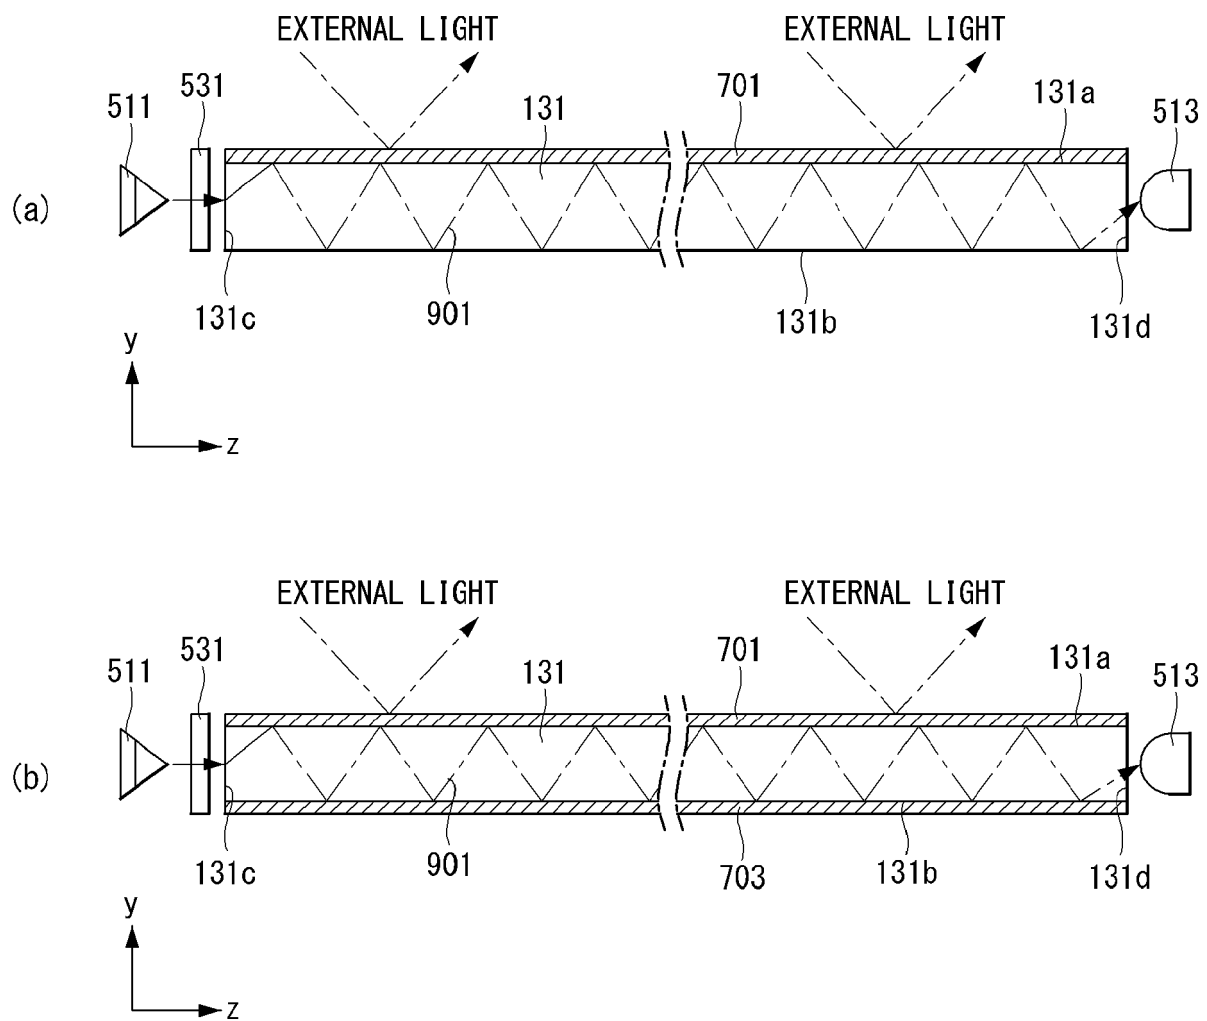 EXTERNAL LIGHT EXTERNAL LIGHT
511 531 131 701 131a 513
(a)
131c 901 131b 131d
y
z
EXTERNAL LIGHT EXTERNAL LIGHT
511 531 131 701 131a 513
(b)
131c 901 703 131b 131d
y
z